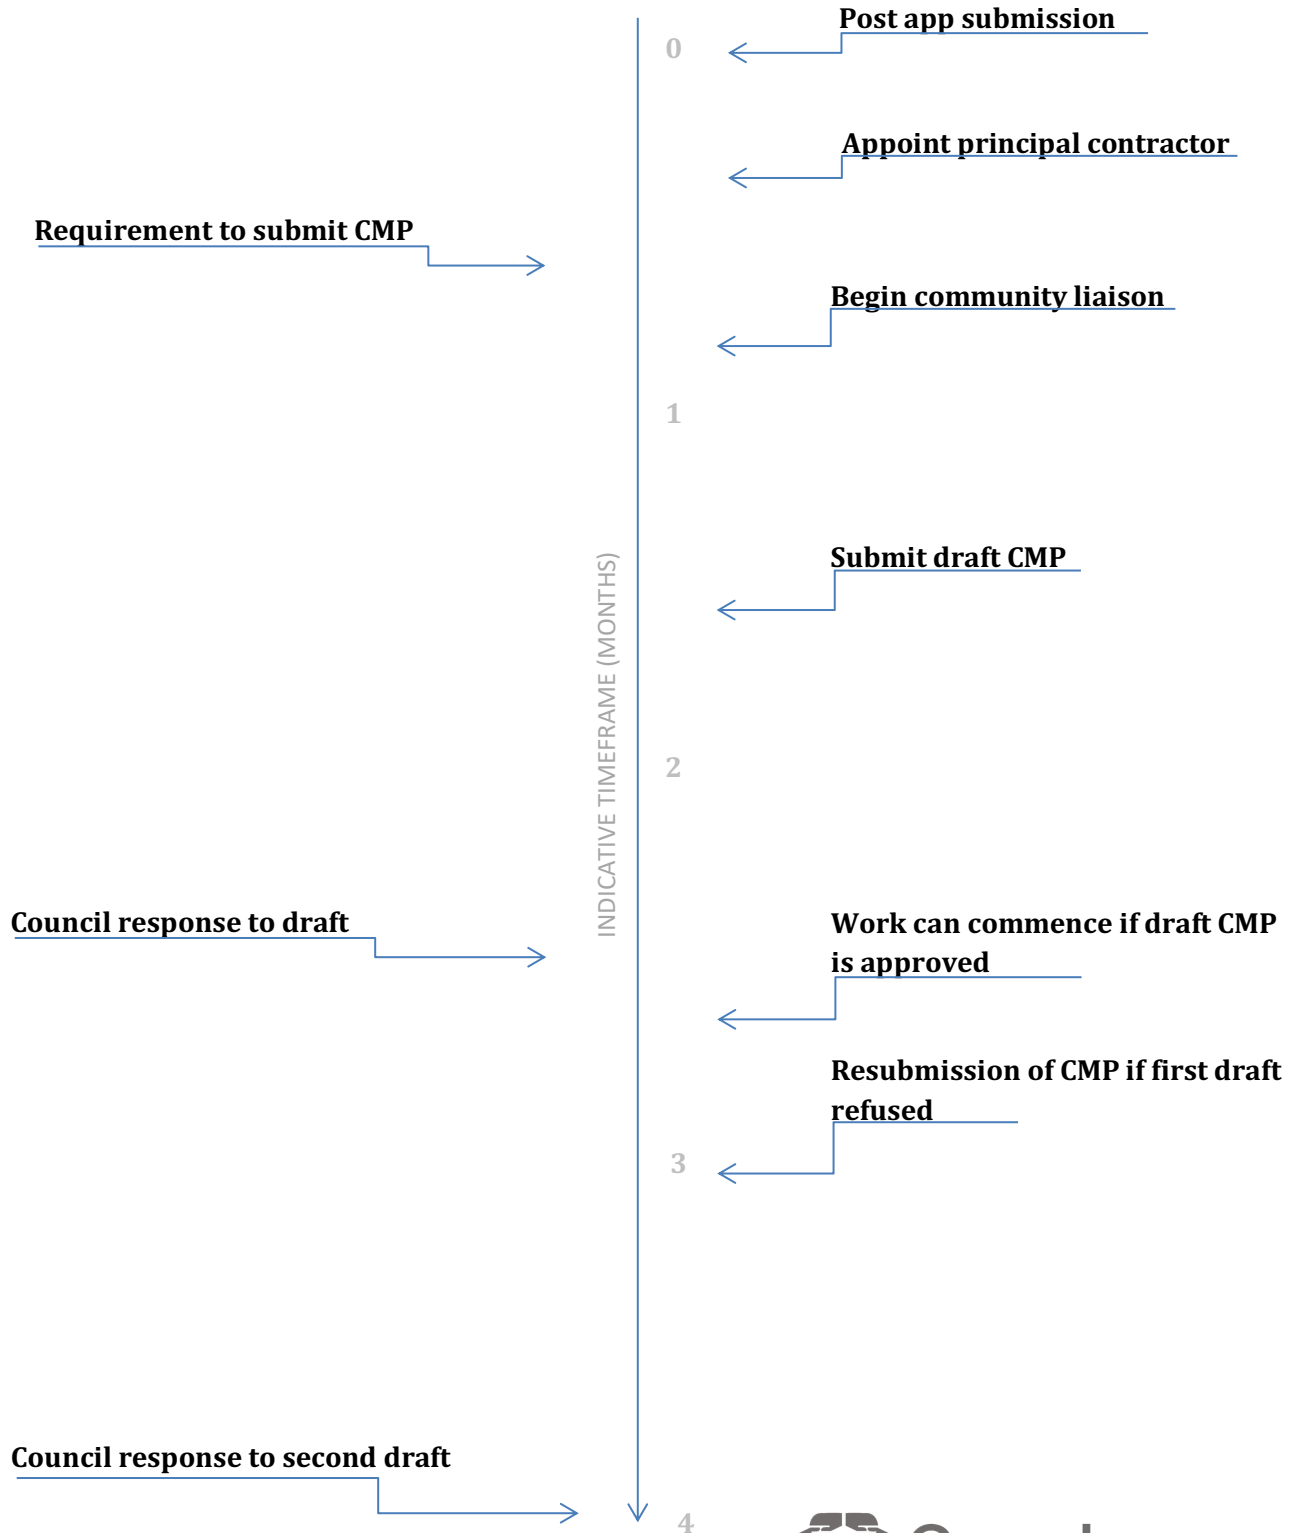 Post app submission
0
Appoint principal contractor
Requirement to submit CMP
Begin community liaison
1
Submit draft CMP
INDICATIVE TIMEFRAME (MONTHS)
2
Council response to draft
Work can commence if draft CMP
is approved
Resubmission of CMP if first draft
refused
3
Council response to second draft
4